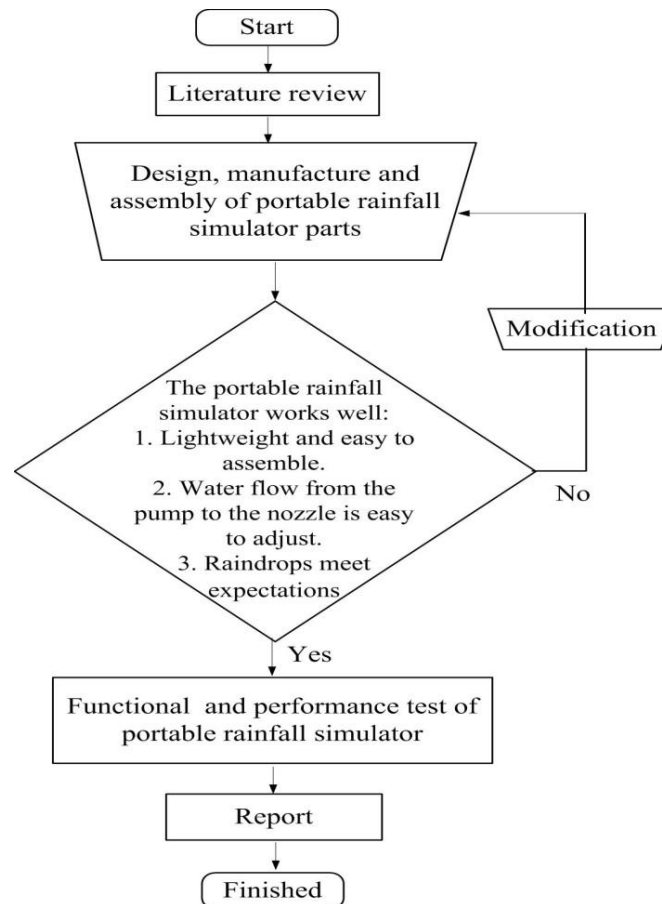 Start
Literature review
Design, manufacture and
assembly of portable rainfall
simulator parts
Modification
The portable rainfall
simulator works well:
1. Lightweight and easy to
assemble.
2. Water flow from the
pump to the nozzle is easy
to adjust.
3. Raindrops meet
expectations
No
Yes
Functional and performance test of
portable rainfall simulator
Report
Finished